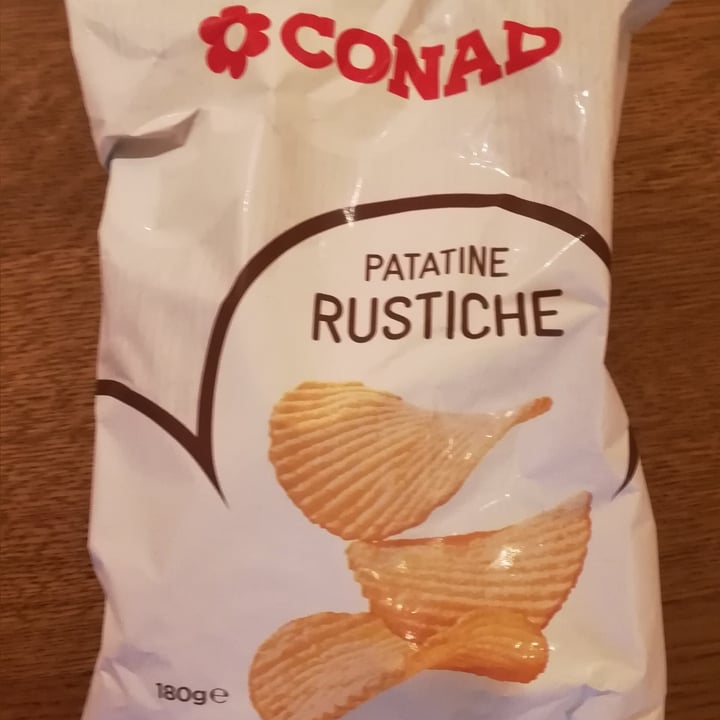 CONAD
PATATINE
RUSTICHE
180g℮